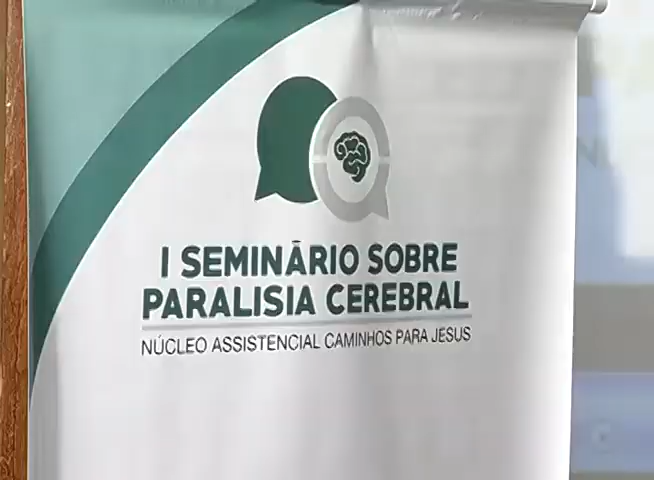 I SEMINÁRIO SOBRE
PARALISIA CEREBRAL
NÚCLEO ASSISTENCIAL CAMINHOS PARA JESUS